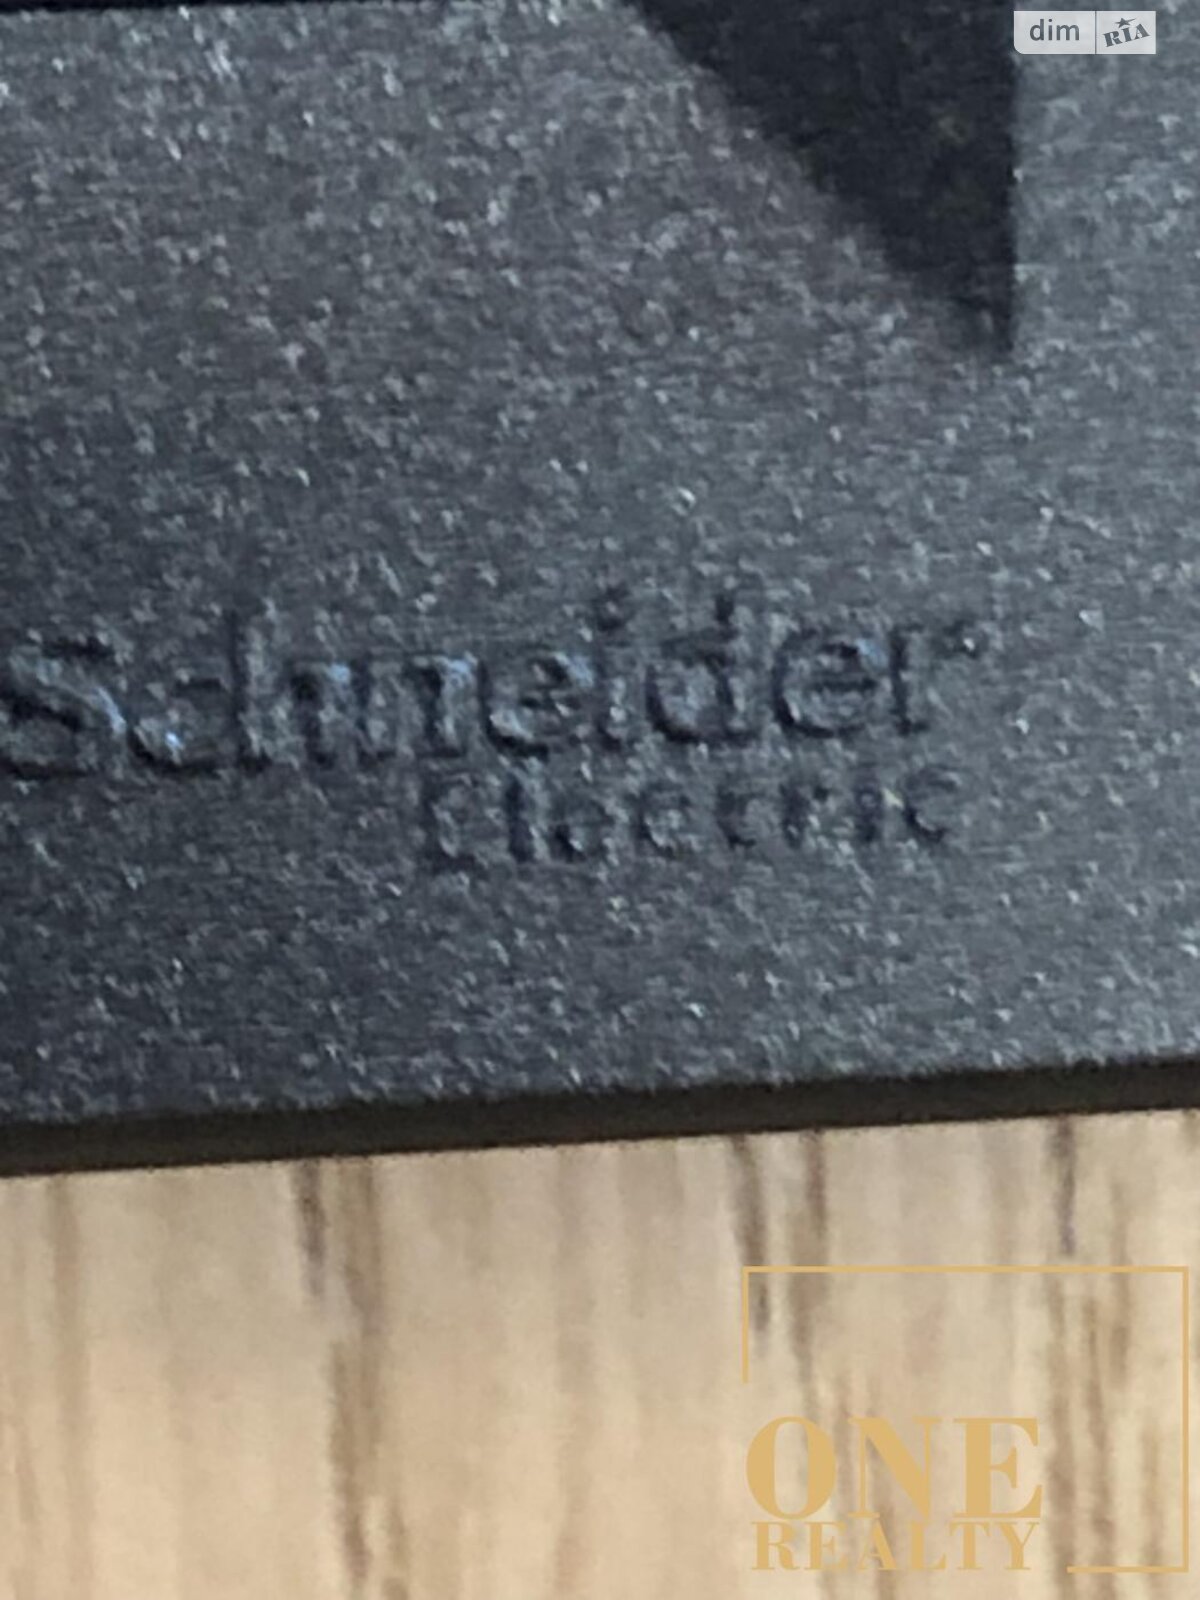 dim RIA
Schneider
Electric
ONE
REALTY